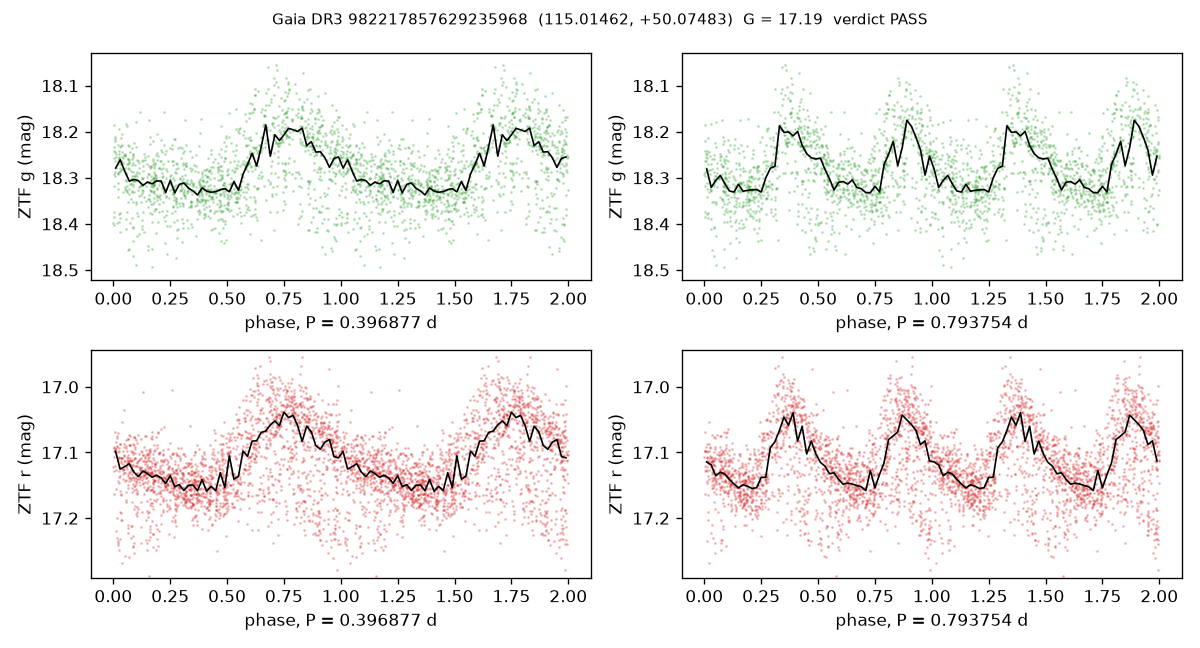 Gaia DR3 982217857629235968 (115.01462, +50.07483) G = 17.19 verdict PASS
ZTF g (mag)
18.1
18.2
18.3
18.4
18.5
0.00 0.25 0.50 0.75 1.00 1.25 1.50 1.75 2.00
phase, P = 0.396877 d
ZTF g (mag)
18.1
18.2
18.3
18.4
18.5
0.00 0.25 0.50 0.75 1.00 1.25 1.50 1.75 2.00
phase, P = 0.793754 d
ZTF r (mag)
17.0
17.1
17.2
0.00 0.25 0.50 0.75 1.00 1.25 1.50 1.75 2.00
phase, P = 0.396877 d
ZTF r (mag)
17.0
17.1
17.2
0.00 0.25 0.50 0.75 1.00 1.25 1.50 1.75 2.00
phase, P = 0.793754 d